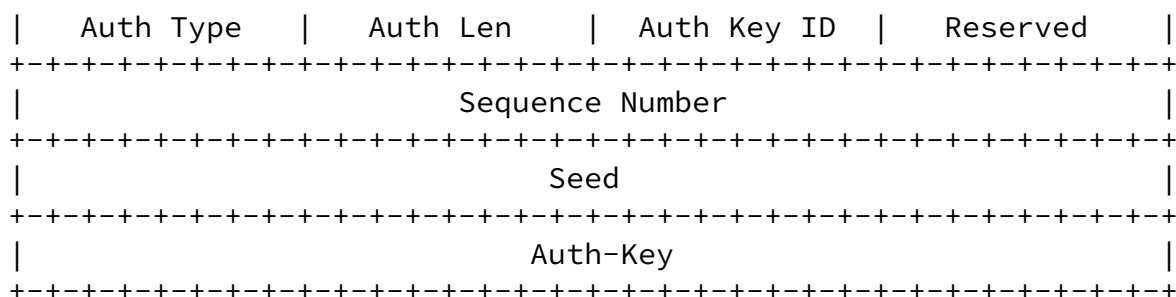 |   Auth Type   |   Auth Len    |  Auth Key ID  |   Reserved    |
+-+-+-+-+-+-+-+-+-+-+-+-+-+-+-+-+-+-+-+-+-+-+-+-+-+-+-+-+-+-+-+-+
|                        Sequence Number                        |
+-+-+-+-+-+-+-+-+-+-+-+-+-+-+-+-+-+-+-+-+-+-+-+-+-+-+-+-+-+-+-+-+
|                             Seed                              |
+-+-+-+-+-+-+-+-+-+-+-+-+-+-+-+-+-+-+-+-+-+-+-+-+-+-+-+-+-+-+-+-+
|                            Auth-Key                           |
+-+-+-+-+-+-+-+-+-+-+-+-+-+-+-+-+-+-+-+-+-+-+-+-+-+-+-+-+-+-+-+-+